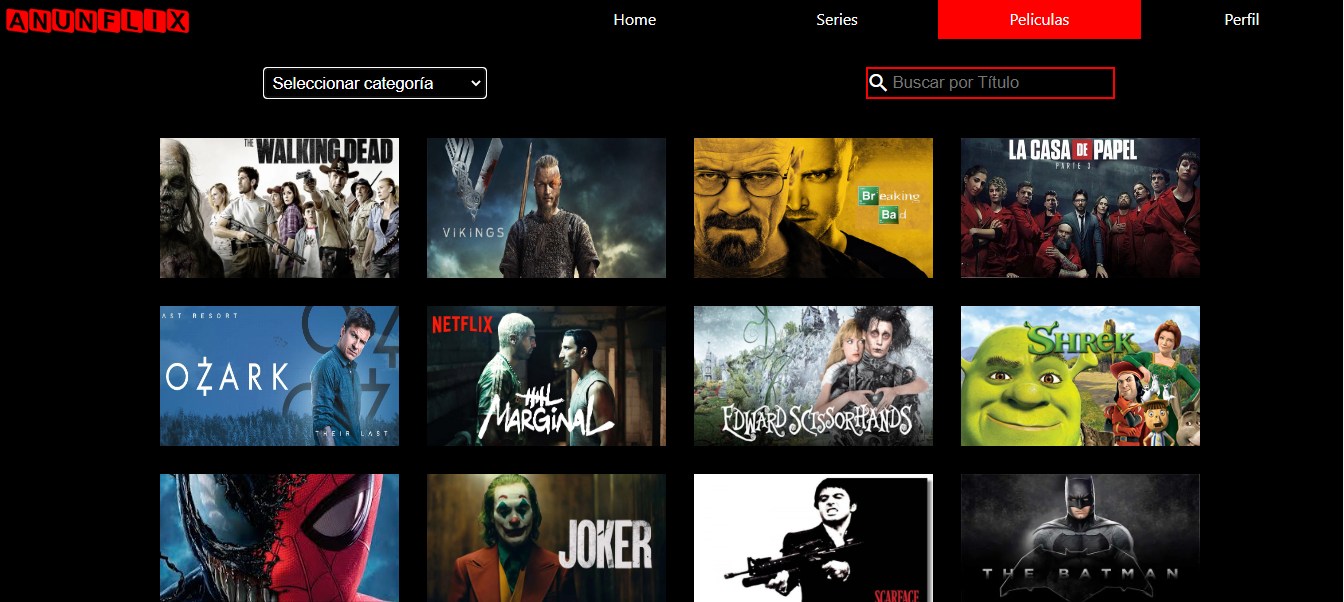 ANUNFLIX
Home
Series
Peliculas
Perfil
Seleccionar categoría
Buscar por Título
THE WALKING DEAD
VIKINGS
Breaking
Bad
LA CASA DE PAPEL
PARTE 3
AST RESORT
OZARK
THEIR LAST
NETFLIX
EL MARGINAL
EDWARD SCISSORHANDS
SHREK
JOKER
SCARFACE
THE BATMAN